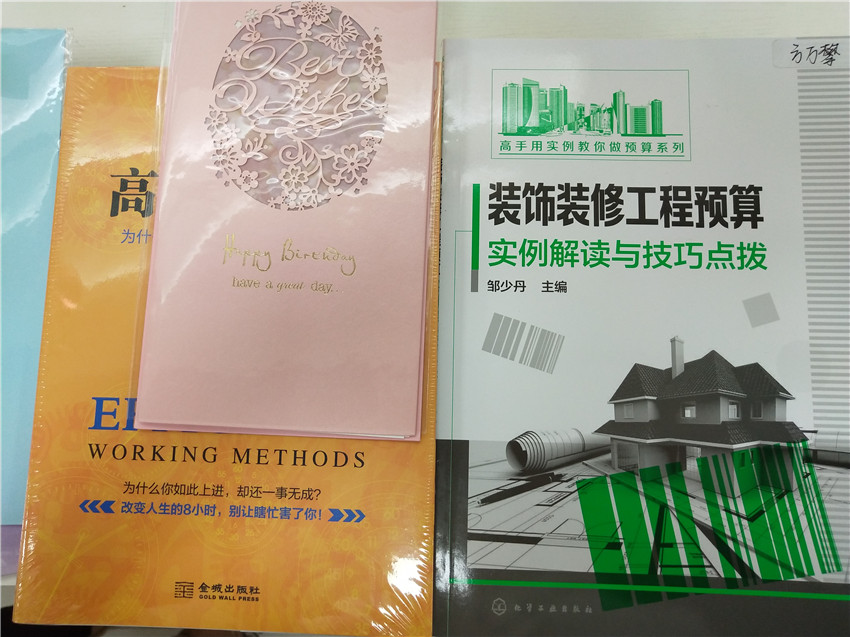 Best
Wishes
Happy Birthday
have a great day..
高
为什
WORKING METHODS
为什么你如此上进，却还一事无成？
改变人生的8小时，别让瞎忙害了你！
金城出版社
GOLD WALL PRESS
方万擎
高手用实例教你做预算系列
装饰装修工程预算
实例解读与技巧点拨
邹少丹 主编
化学工业出版社